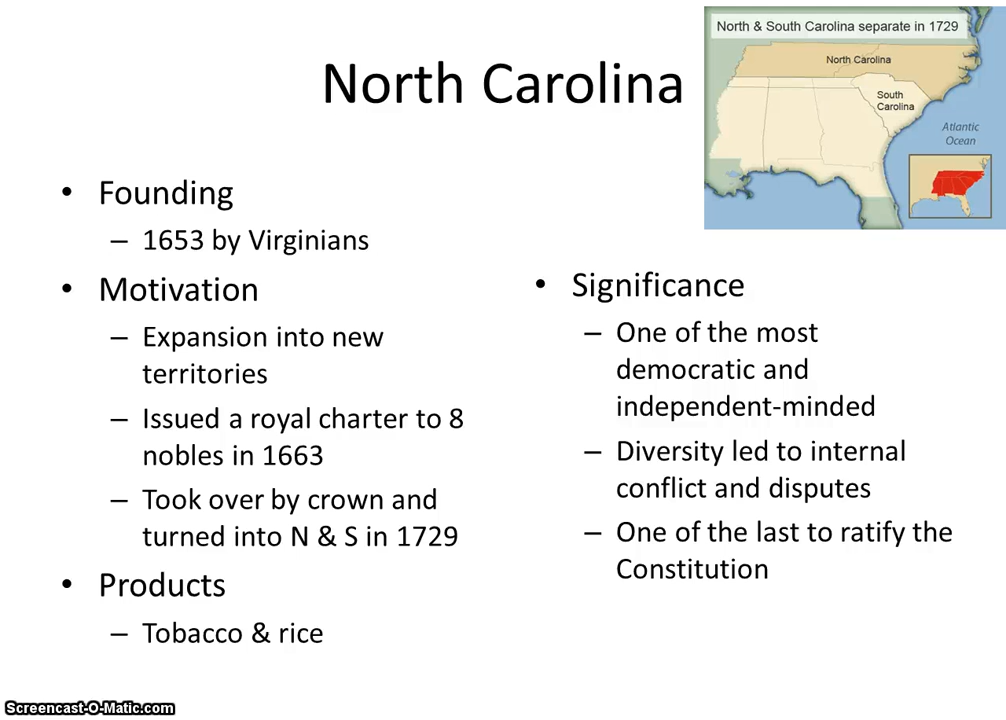 North Carolina
North & South Carolina separate in 1729
North Carolina
South
Carolina
Atlantic
Ocean
• Founding
– 1653 by Virginians
• Motivation
– Expansion into new
territories
– Issued a royal charter to 8
nobles in 1663
– Took over by crown and
turned into N & S in 1729
• Products
– Tobacco & rice
• Significance
– One of the most
democratic and
independent-minded
– Diversity led to internal
conflict and disputes
– One of the last to ratify the
Constitution
Screencast-O-Matic.com